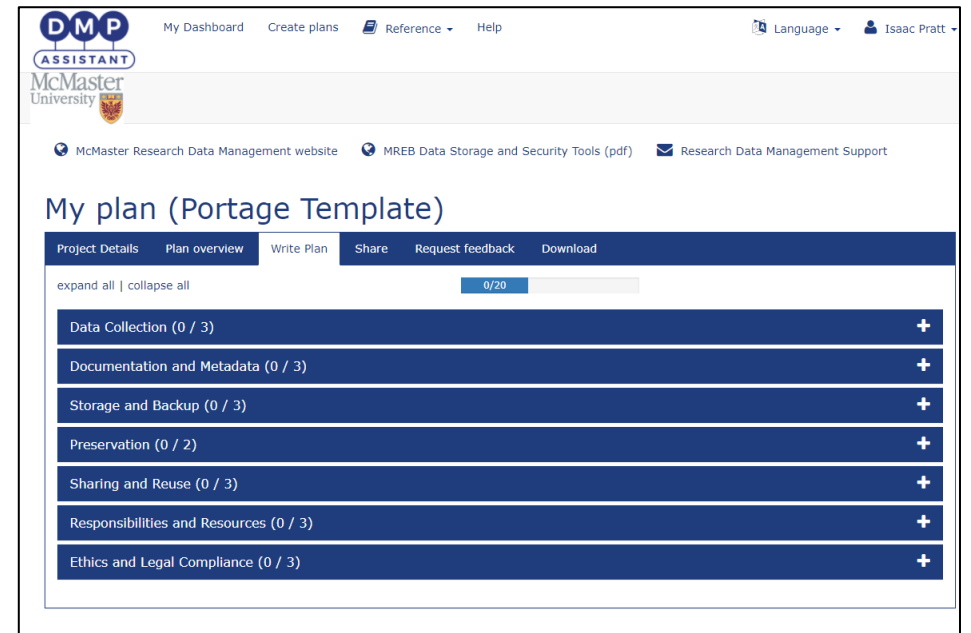 DMP
ASSISTANT
My Dashboard Create plans Reference Help Language Isaac Pratt
McMaster
University
McMaster Research Data Management website MREB Data Storage and Security Tools (pdf) Research Data Management Support
My plan (Portage Template)
Project Details Plan overview Write Plan Share Request feedback Download
expand all | collapse all 0/20
Data Collection (0 / 3)
Documentation and Metadata (0 / 3)
Storage and Backup (0 / 3)
Preservation (0 / 2)
Sharing and Reuse (0 / 3)
Responsibilities and Resources (0 / 3)
Ethics and Legal Compliance (0 / 3)